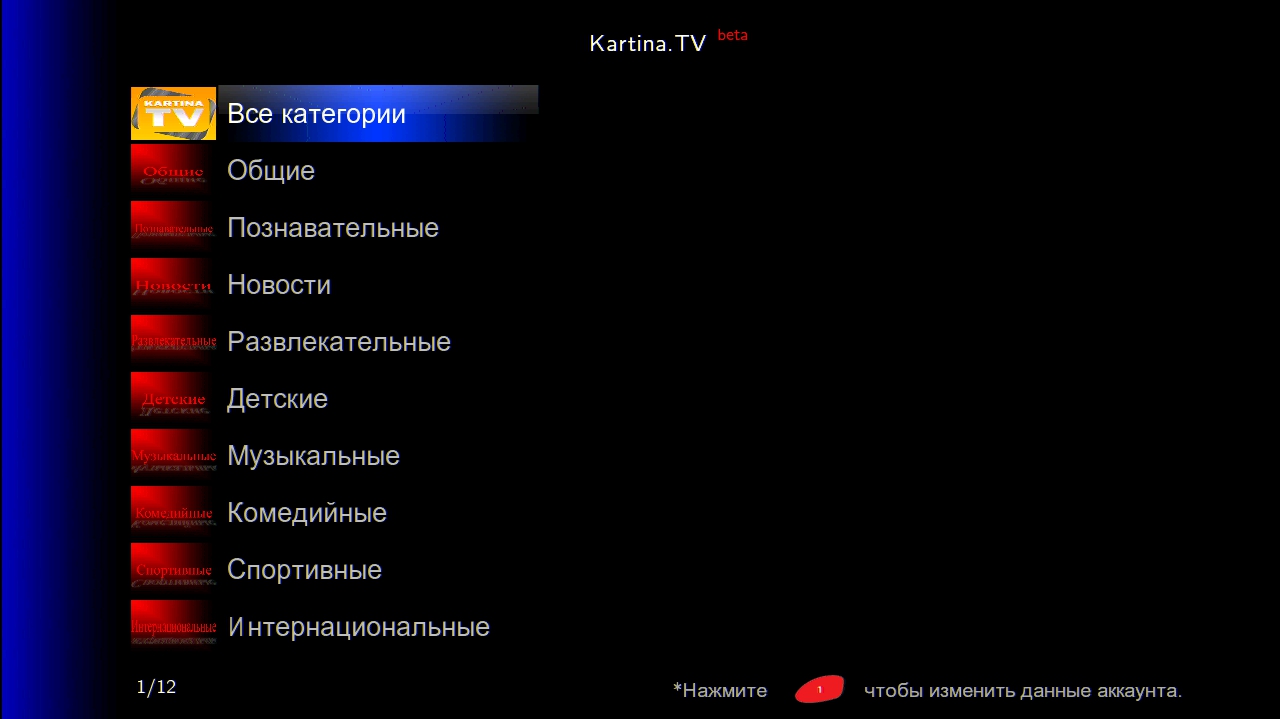 Kartina.TV beta
KARTINA
TV
Все категории
Общие
Общие
Познавательные
Познавательные
Новости
Новости
Развлекательные
Развлекательные
Детские
Детские
Музыкальные
Музыкальные
Комедийные
Комедийные
Спортивные
Спортивные
Интернациональные
Интернациональные
1/12
*Нажмите 1 чтобы изменить данные аккаунта.